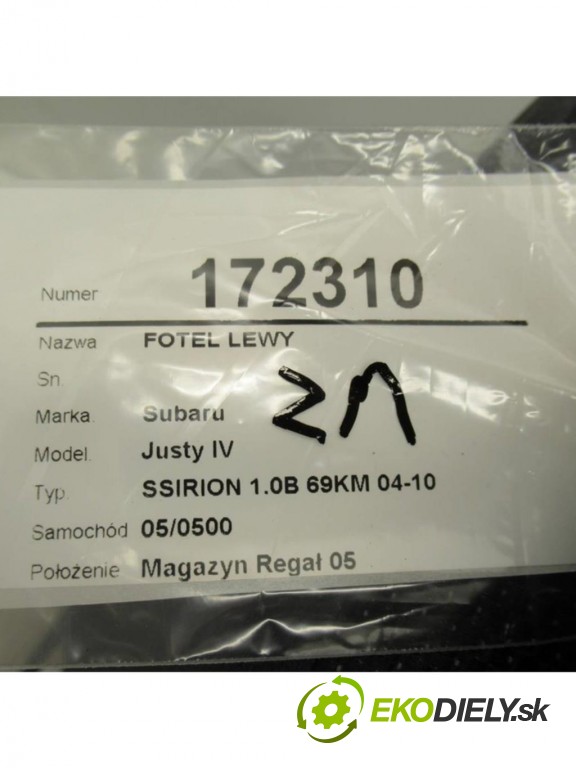 Numer 172310
Nazwa FOTEL LEWY
Sn.
Marka. Subaru
Model. Justy IV
Typ. SSIRION 1.0B 69KM 04-10
Samochód 05/0500
Położenie Magazyn Regał 05
EKODIELY.sk